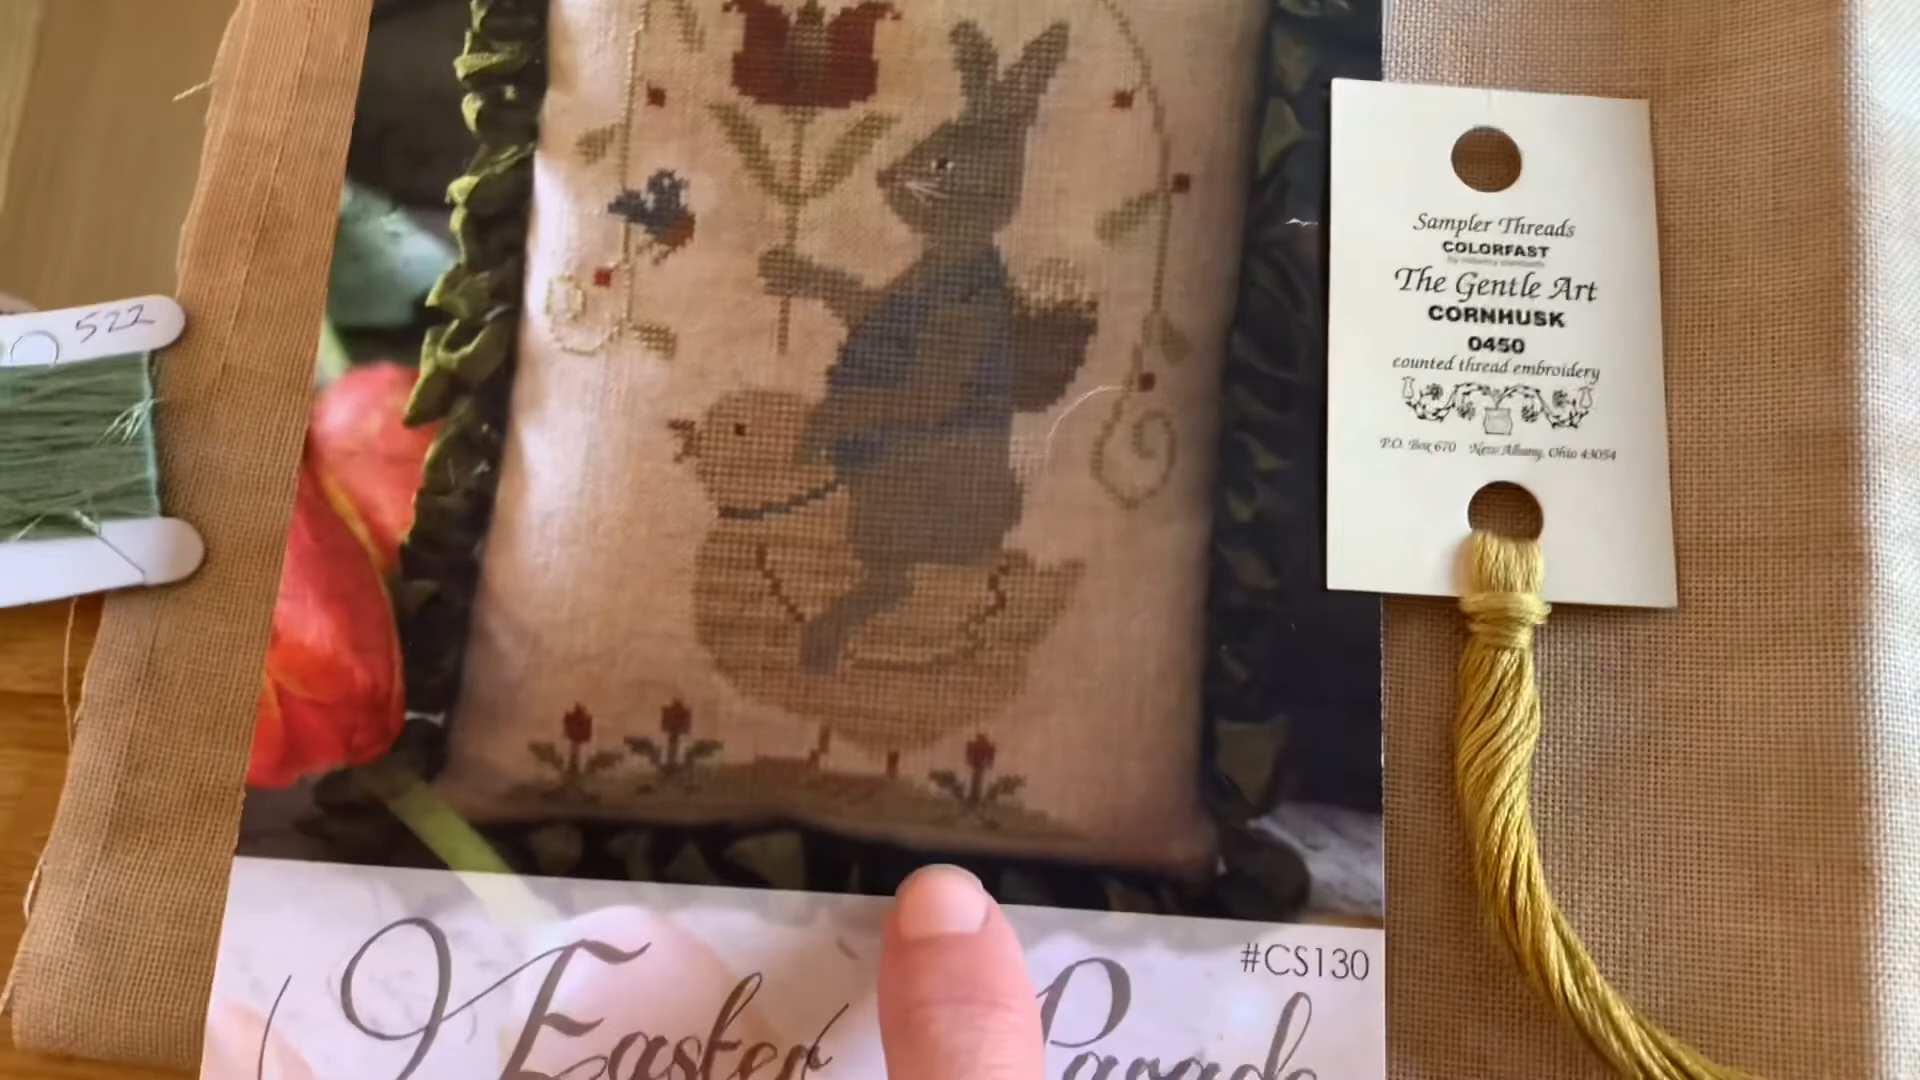 522
Sampler Threads
COLORFAST
The Gentle Art
CORNHUSK
0450
counted thread embroidery
P.O. Box 670 New Albany, Ohio 43054
#CS130
Easter Parade